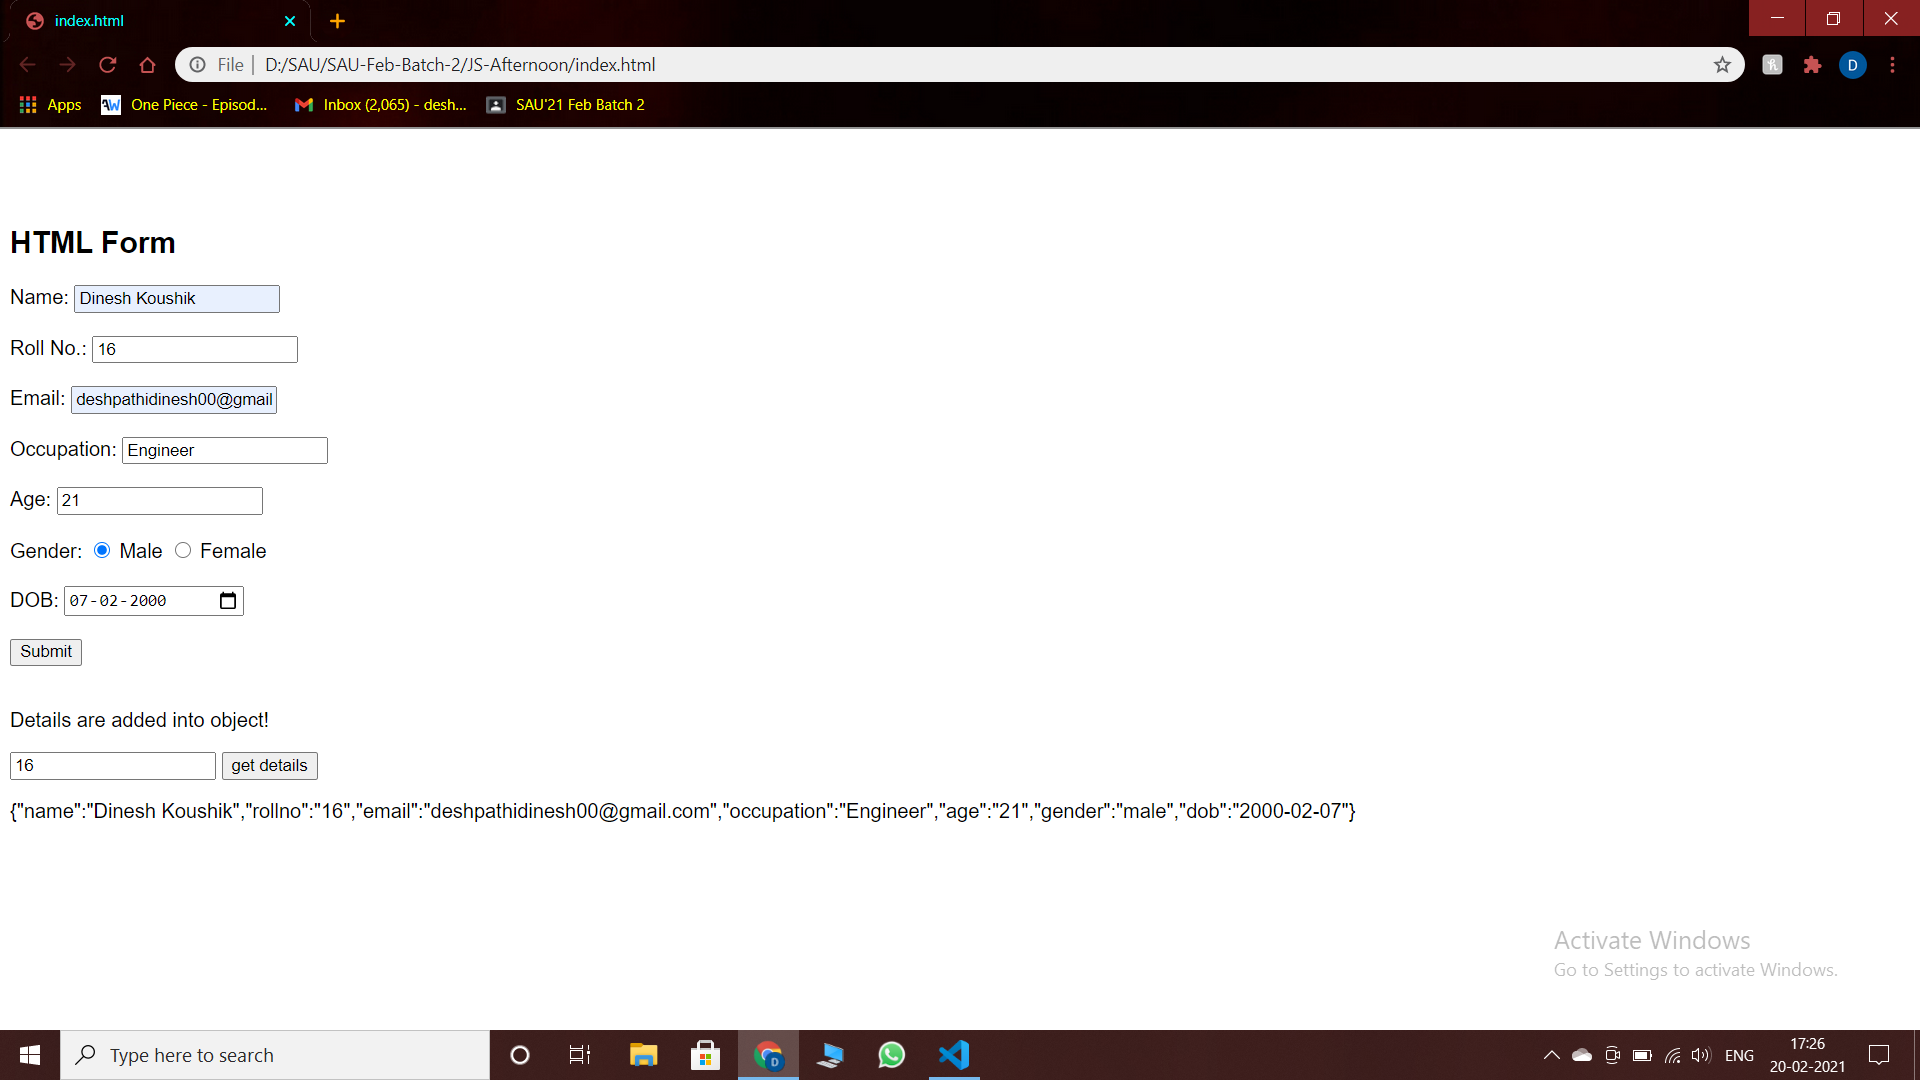 index.html
File D:/SAU/SAU-Feb-Batch-2/JS-Afternoon/index.html D
Apps One Piece - Episod... Inbox (2,065) - desh... SAU'21 Feb Batch 2
HTML Form
Name: Dinesh Koushik
Roll No.: 16
Email: deshpathidinesh00@gmail
Occupation: Engineer
Age: 21
Gender: Male Female
DOB: 07-02-2000
Submit
Details are added into object!
16 get details
{"name":"Dinesh Koushik","rollno":"16","email":"deshpathidinesh00@gmail.com","occupation":"Engineer","age":"21","gender":"male","dob":"2000-02-07"}
Activate Windows
Go to Settings to activate Windows.
Type here to search D ENG 17:26
20-02-2021